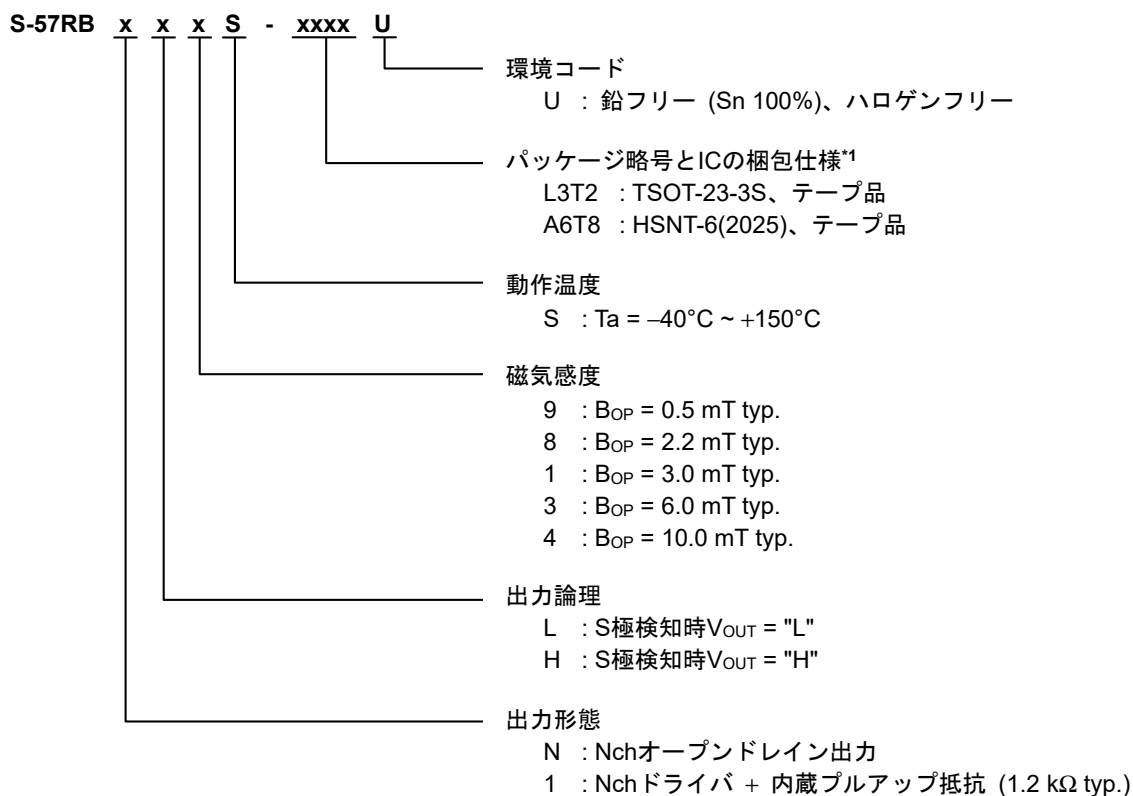 S-57RB x x x S - xxxx U
環境コード
U : 鉛フリー (Sn 100%)、ハロゲンフリー
パッケージ略号とICの梱包仕様*1
L3T2 : TSOT-23-3S、テープ品
A6T8 : HSNT-6(2025)、テープ品
動作温度
S : Ta = −40°C ~ +150°C
磁気感度
9 : BOP = 0.5 mT typ.
8 : BOP = 2.2 mT typ.
1 : BOP = 3.0 mT typ.
3 : BOP = 6.0 mT typ.
4 : BOP = 10.0 mT typ.
出力論理
L : S極検知時VOUT = "L"
H : S極検知時VOUT = "H"
出力形態
N : Nchオープンドレイン出力
1 : Nchドライバ + 内蔵プルアップ抵抗 (1.2 kΩ typ.)